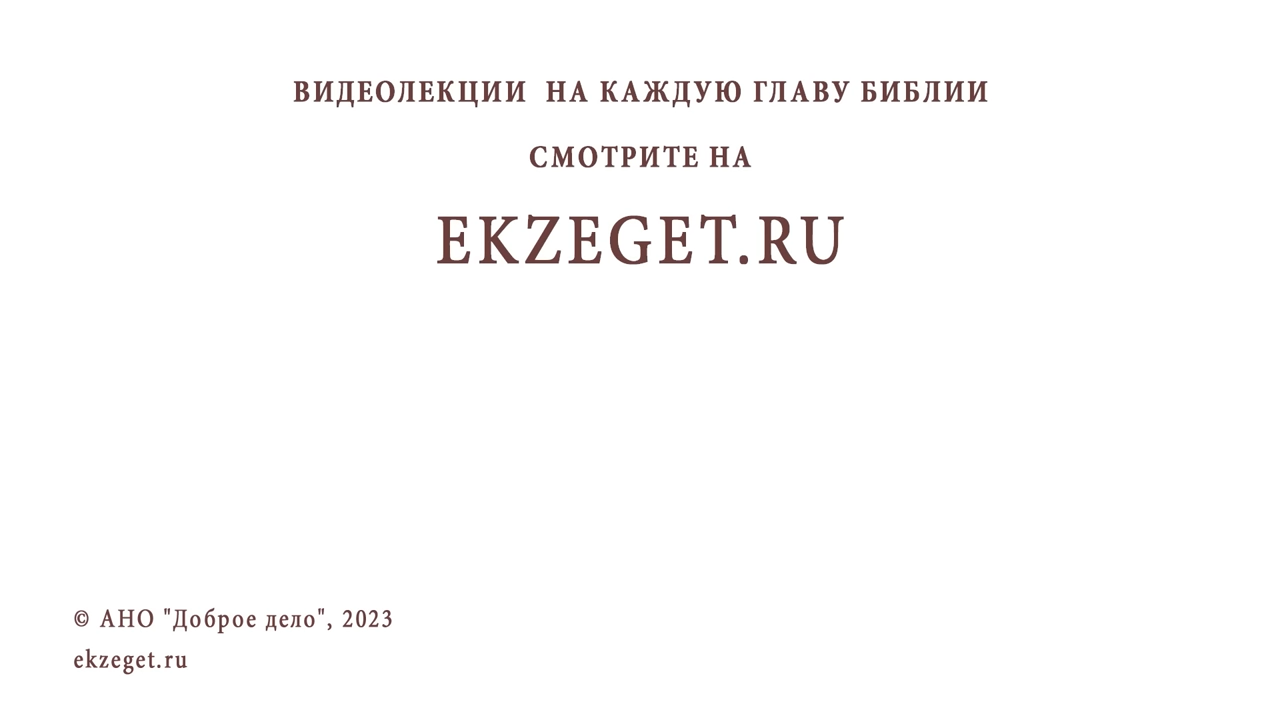 ВИДЕОЛЕКЦИИ НА КАЖДУЮ ГЛАВУ БИБЛИИ
СМОТРИТЕ НА
EKZEGET.RU
© АНО "Доброе дело", 2023
ekzeget.ru